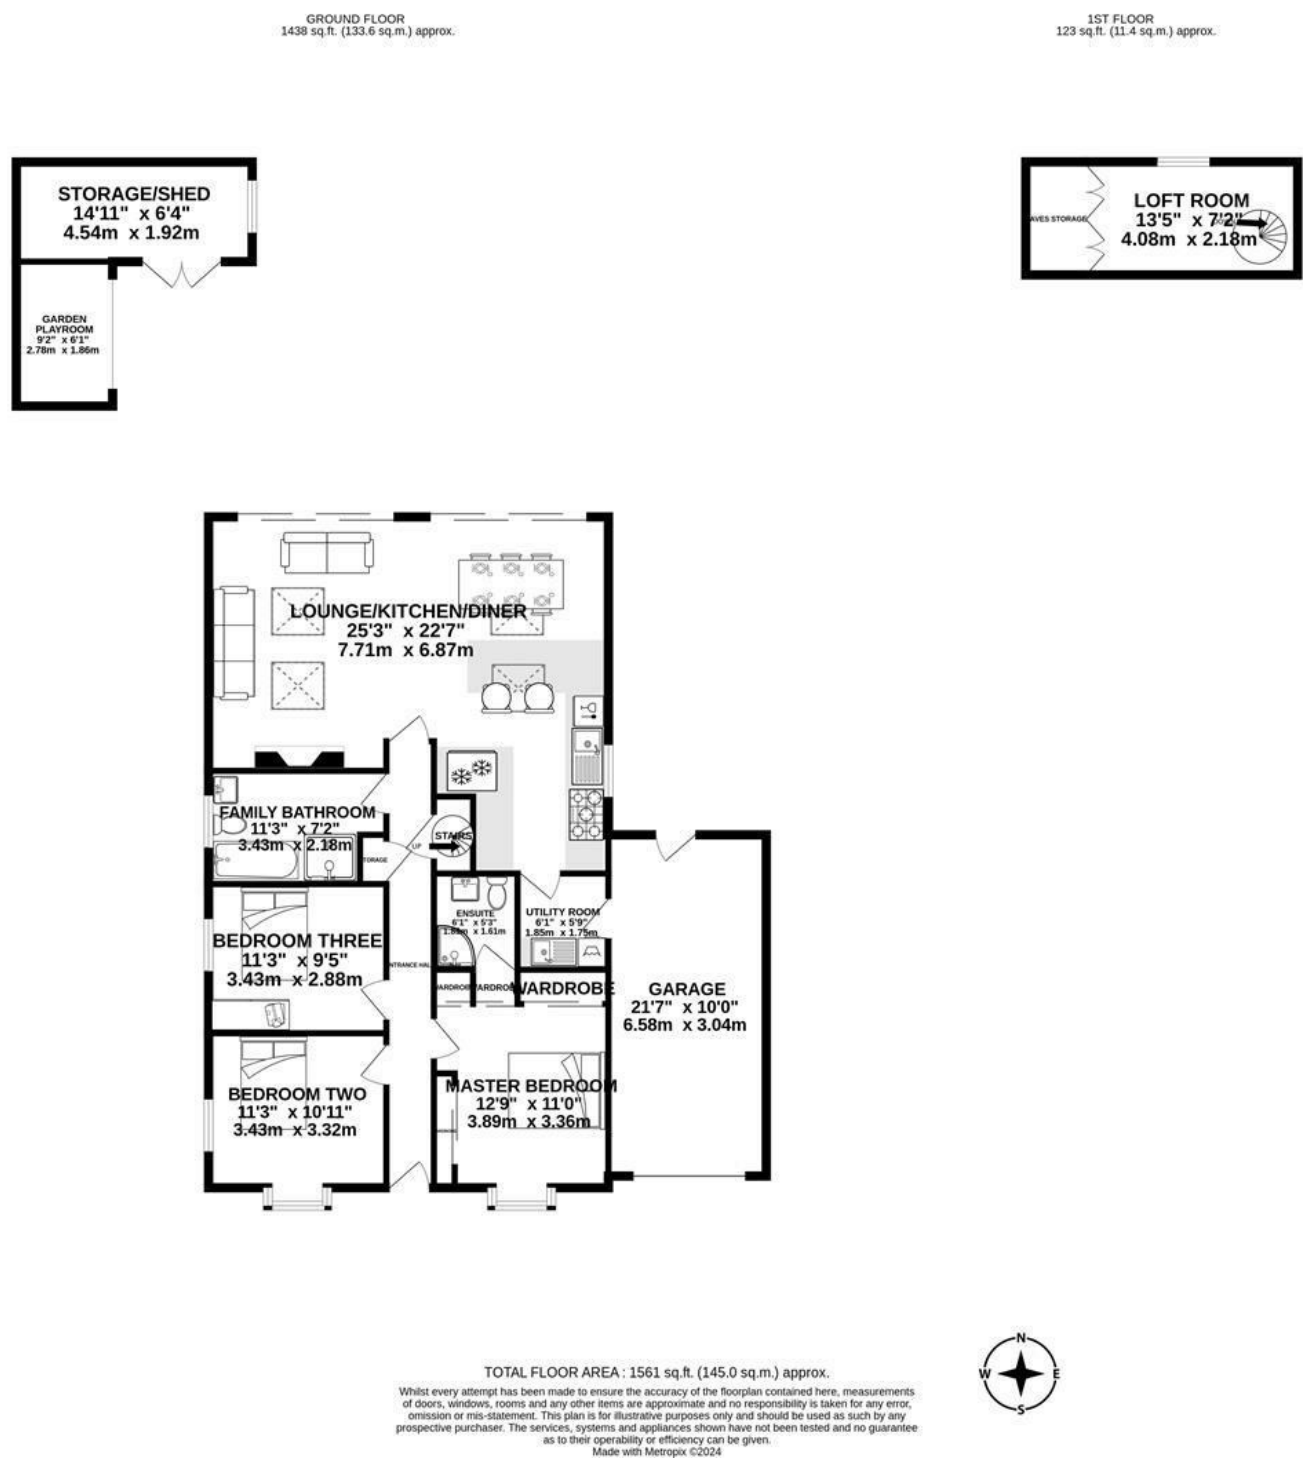 GROUND FLOOR
1438 sq.ft. (133.6 sq.m.) approx.
1ST FLOOR
123 sq.ft. (11.4 sq.m.) approx.
STORAGE/SHED
14'11" x 6'4"
4.54m x 1.92m
GARDEN
PLAYROOM
9'2" x 6'1"
2.78m x 1.86m
AVES STORAGE
LOFT ROOM
13'5" x 7'2"
4.08m x 2.18m
LOUNGE/KITCHEN/DINER
25'3" x 22'7"
7.71m x 6.87m
FAMILY BATHROOM
11'3" x 7'2"
3.43m x 2.18m
TORAGE
UP
STAIRS
ENSUITE
6'1" x 5'3"
1.85m x 1.61m
UTILITY ROOM
6'1" x 5'9"
1.85m x 1.75m
BEDROOM THREE
11'3" x 9'5"
3.43m x 2.88m
NTRANCE HAL
VARDROB
VARDROB
WARDROBE
GARAGE
21'7" x 10'0"
6.58m x 3.04m
BEDROOM TWO
11'3" x 10'11"
3.43m x 3.32m
MASTER BEDROOM
12'9" x 11'0"
3.89m x 3.36m
N
W E
S
TOTAL FLOOR AREA : 1561 sq.ft. (145.0 sq.m.) approx.
Whilst every attempt has been made to ensure the accuracy of the floorplan contained here, measurements
of doors, windows, rooms and any other items are approximate and no responsibility is taken for any error,
omission or mis-statement. This plan is for illustrative purposes only and should be used as such by any
prospective purchaser. The services, systems and appliances shown have not been tested and no guarantee
as to their operability or efficiency can be given.
Made with Metropix ©2024